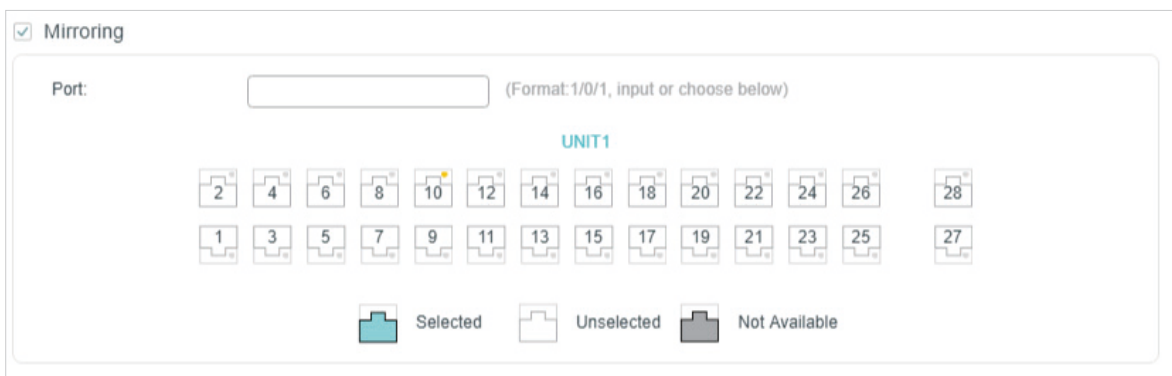 Mirroring
Port: (Format:1/0/1, input or choose below)
UNIT1
2 4 6 8 10 12 14 16 18 20 22 24 26 28
1 3 5 7 9 11 13 15 17 19 21 23 25 27
Selected Unselected Not Available